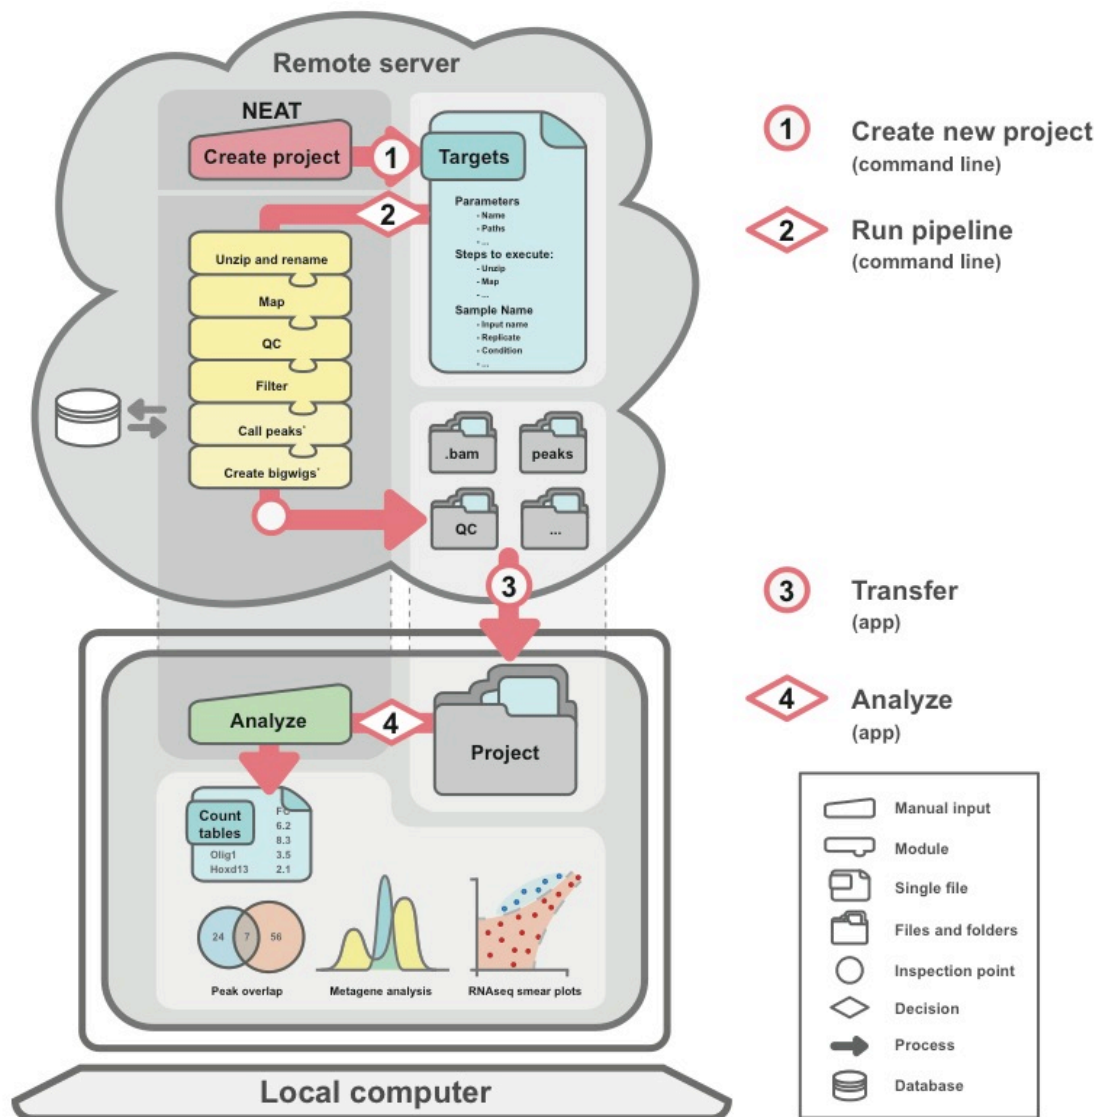 Remote server
NEAT
Create project
1
Targets
Parameters
- Name
- Paths
- ...
Steps to execute:
- Unzip
- Map
- ...
Sample Name
- Input name
- Replicate
- Condition
- ...
2
Unzip and rename
Map
QC
Filter
Call peaks*
Create bigwigs*
.bam
peaks
QC
...
3
Project
4
Analyze
Count
tables
FC
6.2
8.3
Olig1 3.5
Hoxd13 2.1
24 7 56
Peak overlap
Metagene analysis
RNAseq smear plots
Local computer
1 Create new project
(command line)
2 Run pipeline
(command line)
3 Transfer
(app)
4 Analyze
(app)
Manual input
Module
Single file
Files and folders
Inspection point
Decision
Process
Database